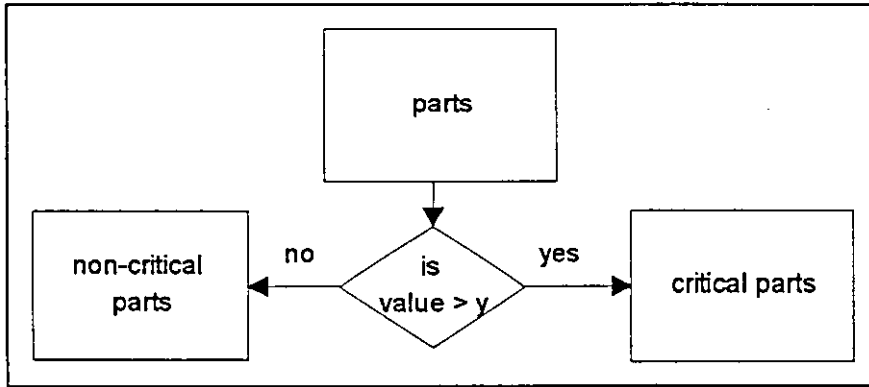 parts
no
is
value > y
yes
non-critical
parts
critical parts